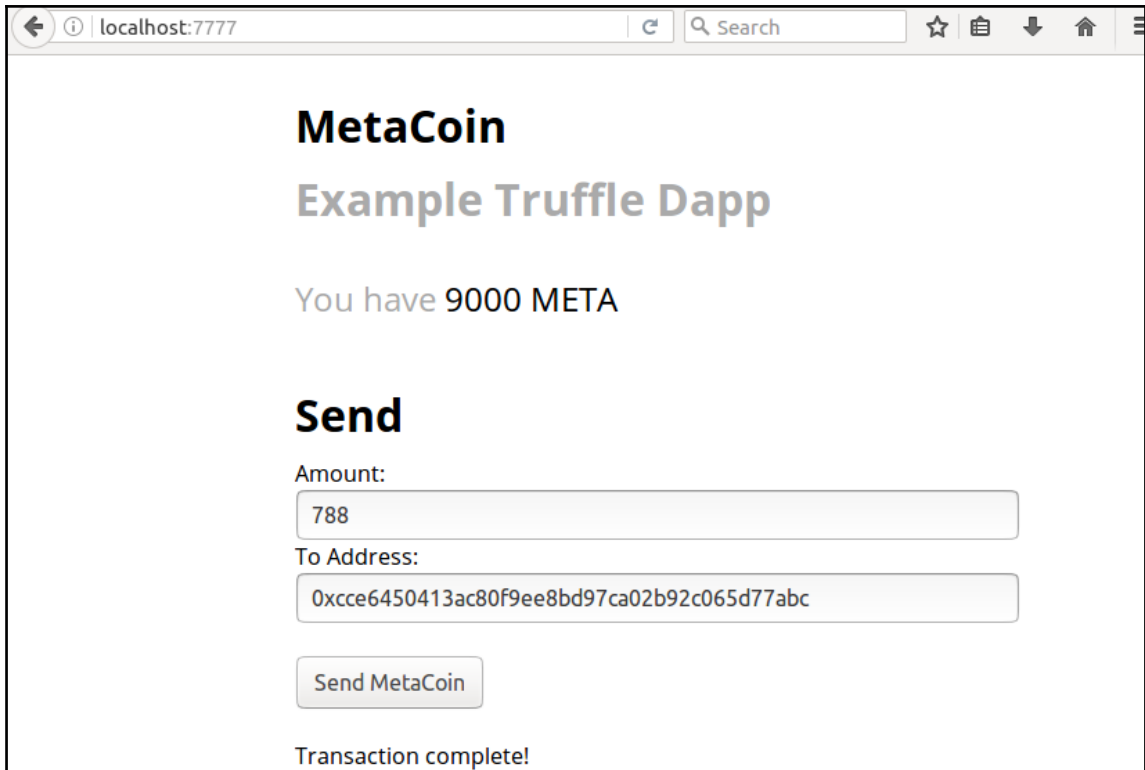 localhost:7777
Search
MetaCoin
Example Truffle Dapp
You have 9000 META
Send
Amount:
788
To Address:
0xcce6450413ac80f9ee8bd97ca02b92c065d77abc
Send MetaCoin
Transaction complete!